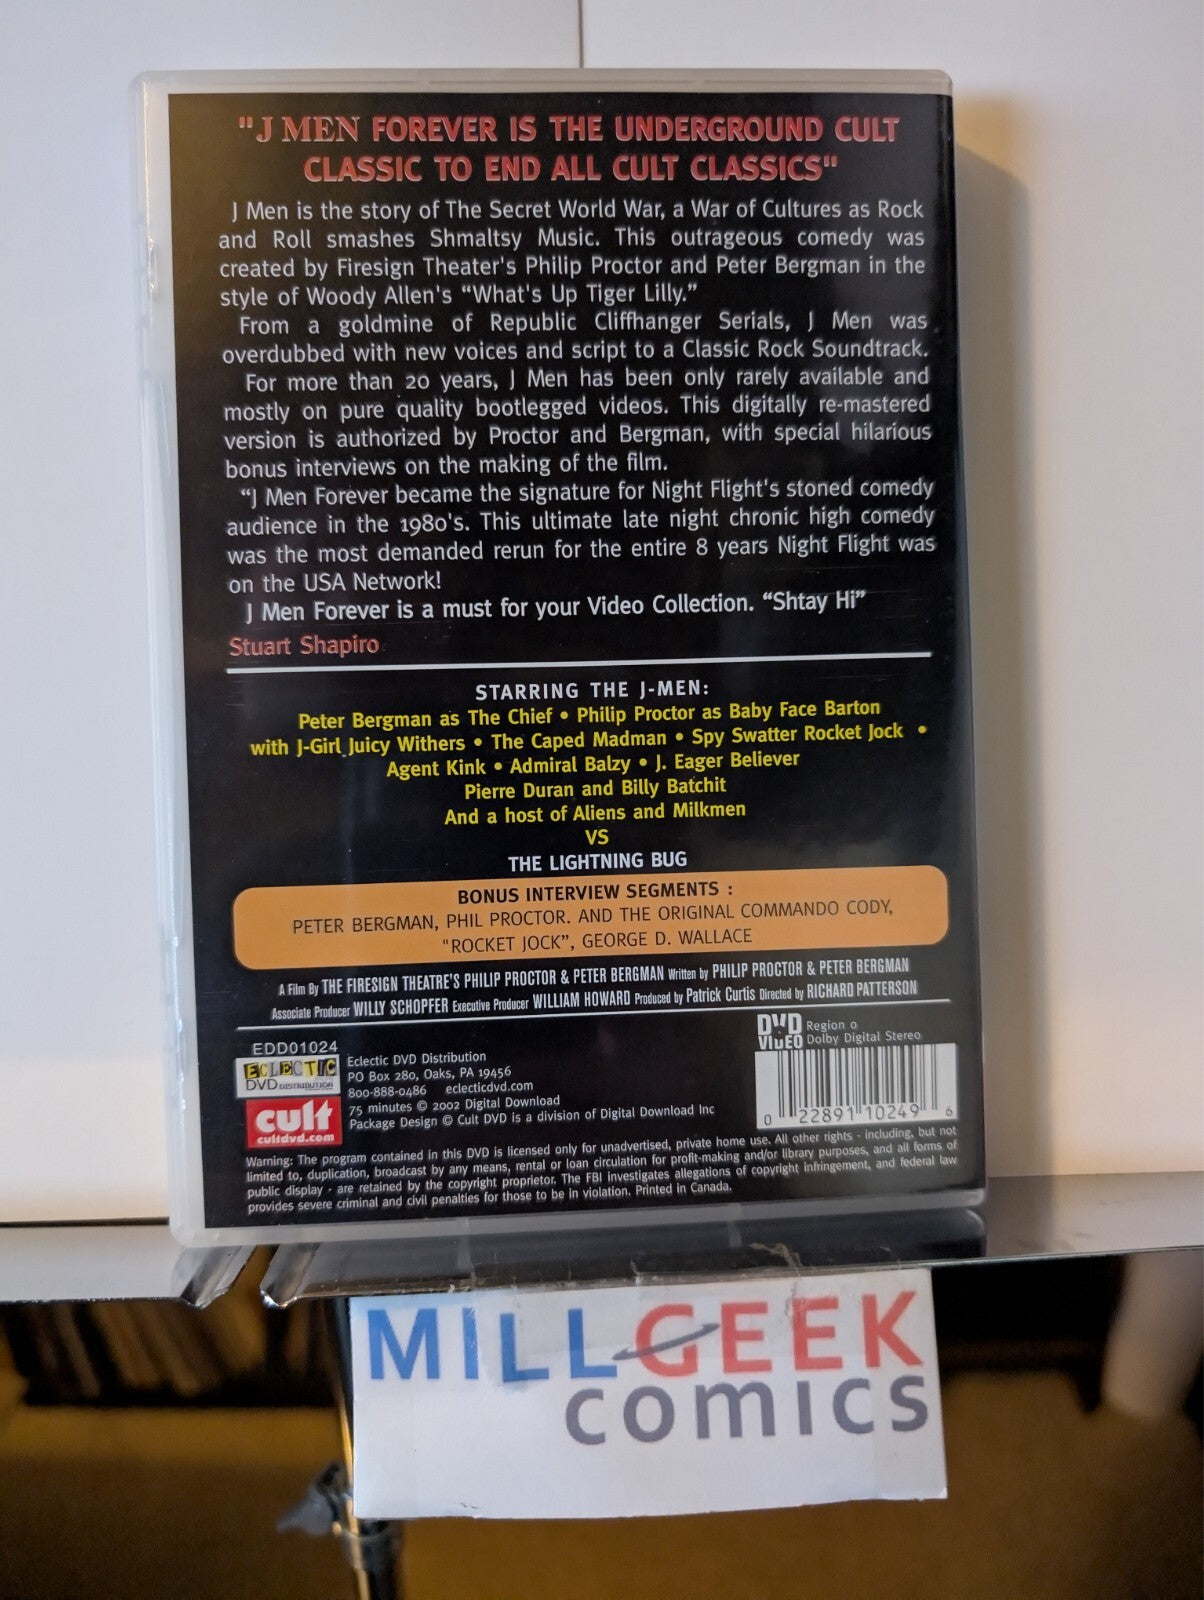 "J MEN FOREVER IS THE UNDERGROUND CULT
CLASSIC TO END ALL CULT CLASSICS"
J Men is the story of The Secret World War, a War of Cultures as Rock
and Roll smashes Shmaltsy Music. This outrageous comedy was
created by Firesign Theater's Philip Proctor and Peter Bergman in the
style of Woody Allen's “What's Up Tiger Lilly.”
From a goldmine of Republic Cliffhanger Serials, J Men was
overdubbed with new voices and script to a Classic Rock Soundtrack.
For more than 20 years, J Men has been only rarely available and
mostly on pure quality bootlegged videos. This digitally re-mastered
version is authorized by Proctor and Bergman, with special hilarious
bonus interviews on the making of the film.
“J Men Forever became the signature for Night Flight's stoned comedy
audience in the 1980's. This ultimate late night chronic high comedy
was the most demanded rerun for the entire 8 years Night Flight was
on the USA Network!
J Men Forever is a must for your Video Collection. “Shtay Hi”
Stuart Shapiro
STARRING THE J-MEN:
Peter Bergman as The Chief • Philip Proctor as Baby Face Barton
with J-Girl Juicy Withers • The Caped Madman • Spy Swatter Rocket Jock •
Agent Kink • Admiral Balzy • J. Eager Believer
Pierre Duran and Billy Batchit
And a host of Aliens and Milkmen
VS
THE LIGHTNING BUG
BONUS INTERVIEW SEGMENTS :
PETER BERGMAN, PHIL PROCTOR. AND THE ORIGINAL COMMANDO CODY,
"ROCKET JOCK”, GEORGE D. WALLACE
A Film By THE FIRESIGN THEATRE'S PHILIP PROCTOR & PETER BERGMAN Written by PHILIP PROCTOR & PETER BERGMAN
Associate Producer WILLY SCHOPFER Executive Producer WILLIAM HOWARD Produced by Patrick Curtis Directed by RICHARD PATTERSON
EDD01024
ECLECTIC
DVD DISTRIBUTION
cult
cultdvd.com
Eclectic DVD Distribution
PO Box 280, Oaks, PA 19456
800-888-0486 eclecticdvd.com
75 minutes © 2002 Digital Download
Package Design © Cult DVD is a division of Digital Download Inc
DVD
VIDEO
Region 0
Dolby Digital Stereo
0 22891 10249 6
Warning: The program contained in this DVD is licensed only for unadvertised, private home use. All other rights - including, but not
limited to, duplication, broadcast by any means, rental or loan circulation for profit-making and/or library purposes, and all forms of
public display - are retained by the copyright proprietor. The FBI investigates allegations of copyright infringement, and federal law
provides severe criminal and civil penalties for those to be in violation. Printed in Canada.
MILLGEEK
comics